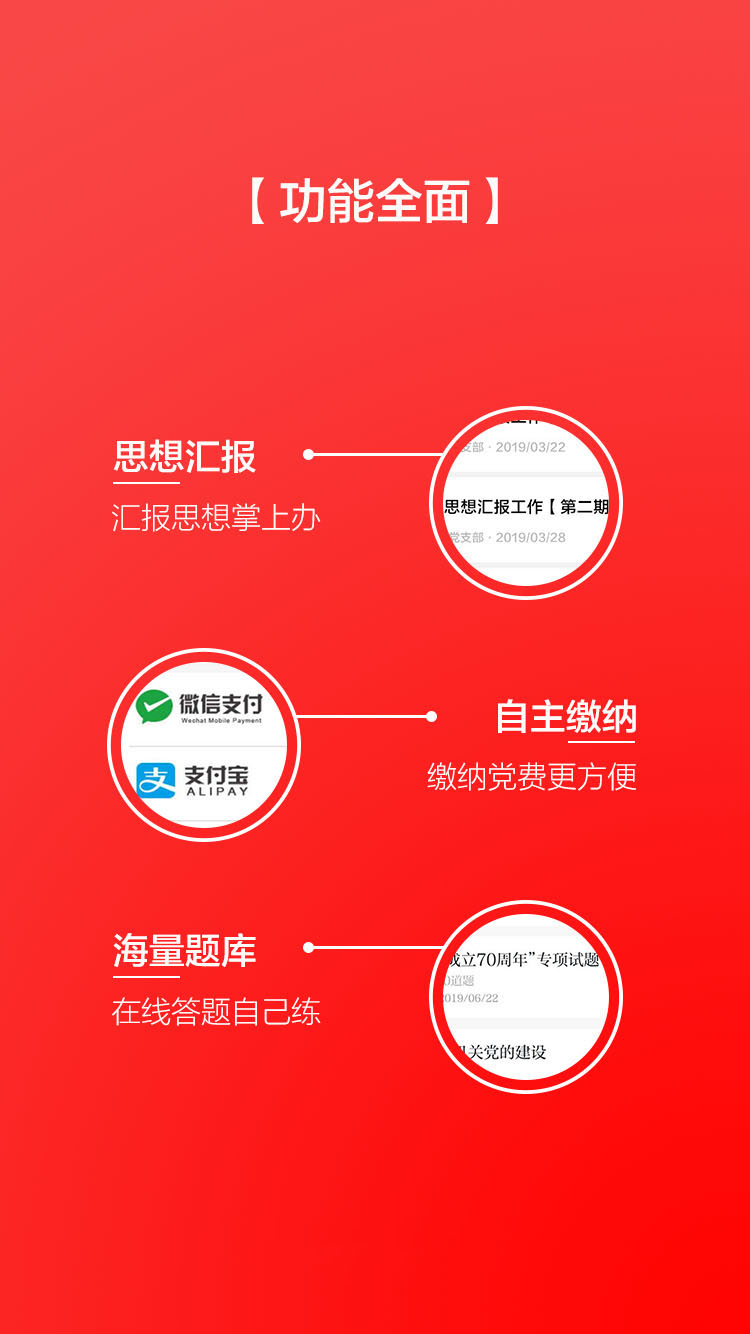 【功能全面】
思想汇报
汇报思想掌上办
支部 · 2019/03/22
思想汇报工作【第二期
党支部 · 2019/03/28
微信支付
Wechat Mobile Payment
支付宝
ALIPAY
自主缴纳
缴纳党费更方便
海量题库
在线答题自己练
成立70周年”专项试题
0道题
2019/06/22
机关党的建设